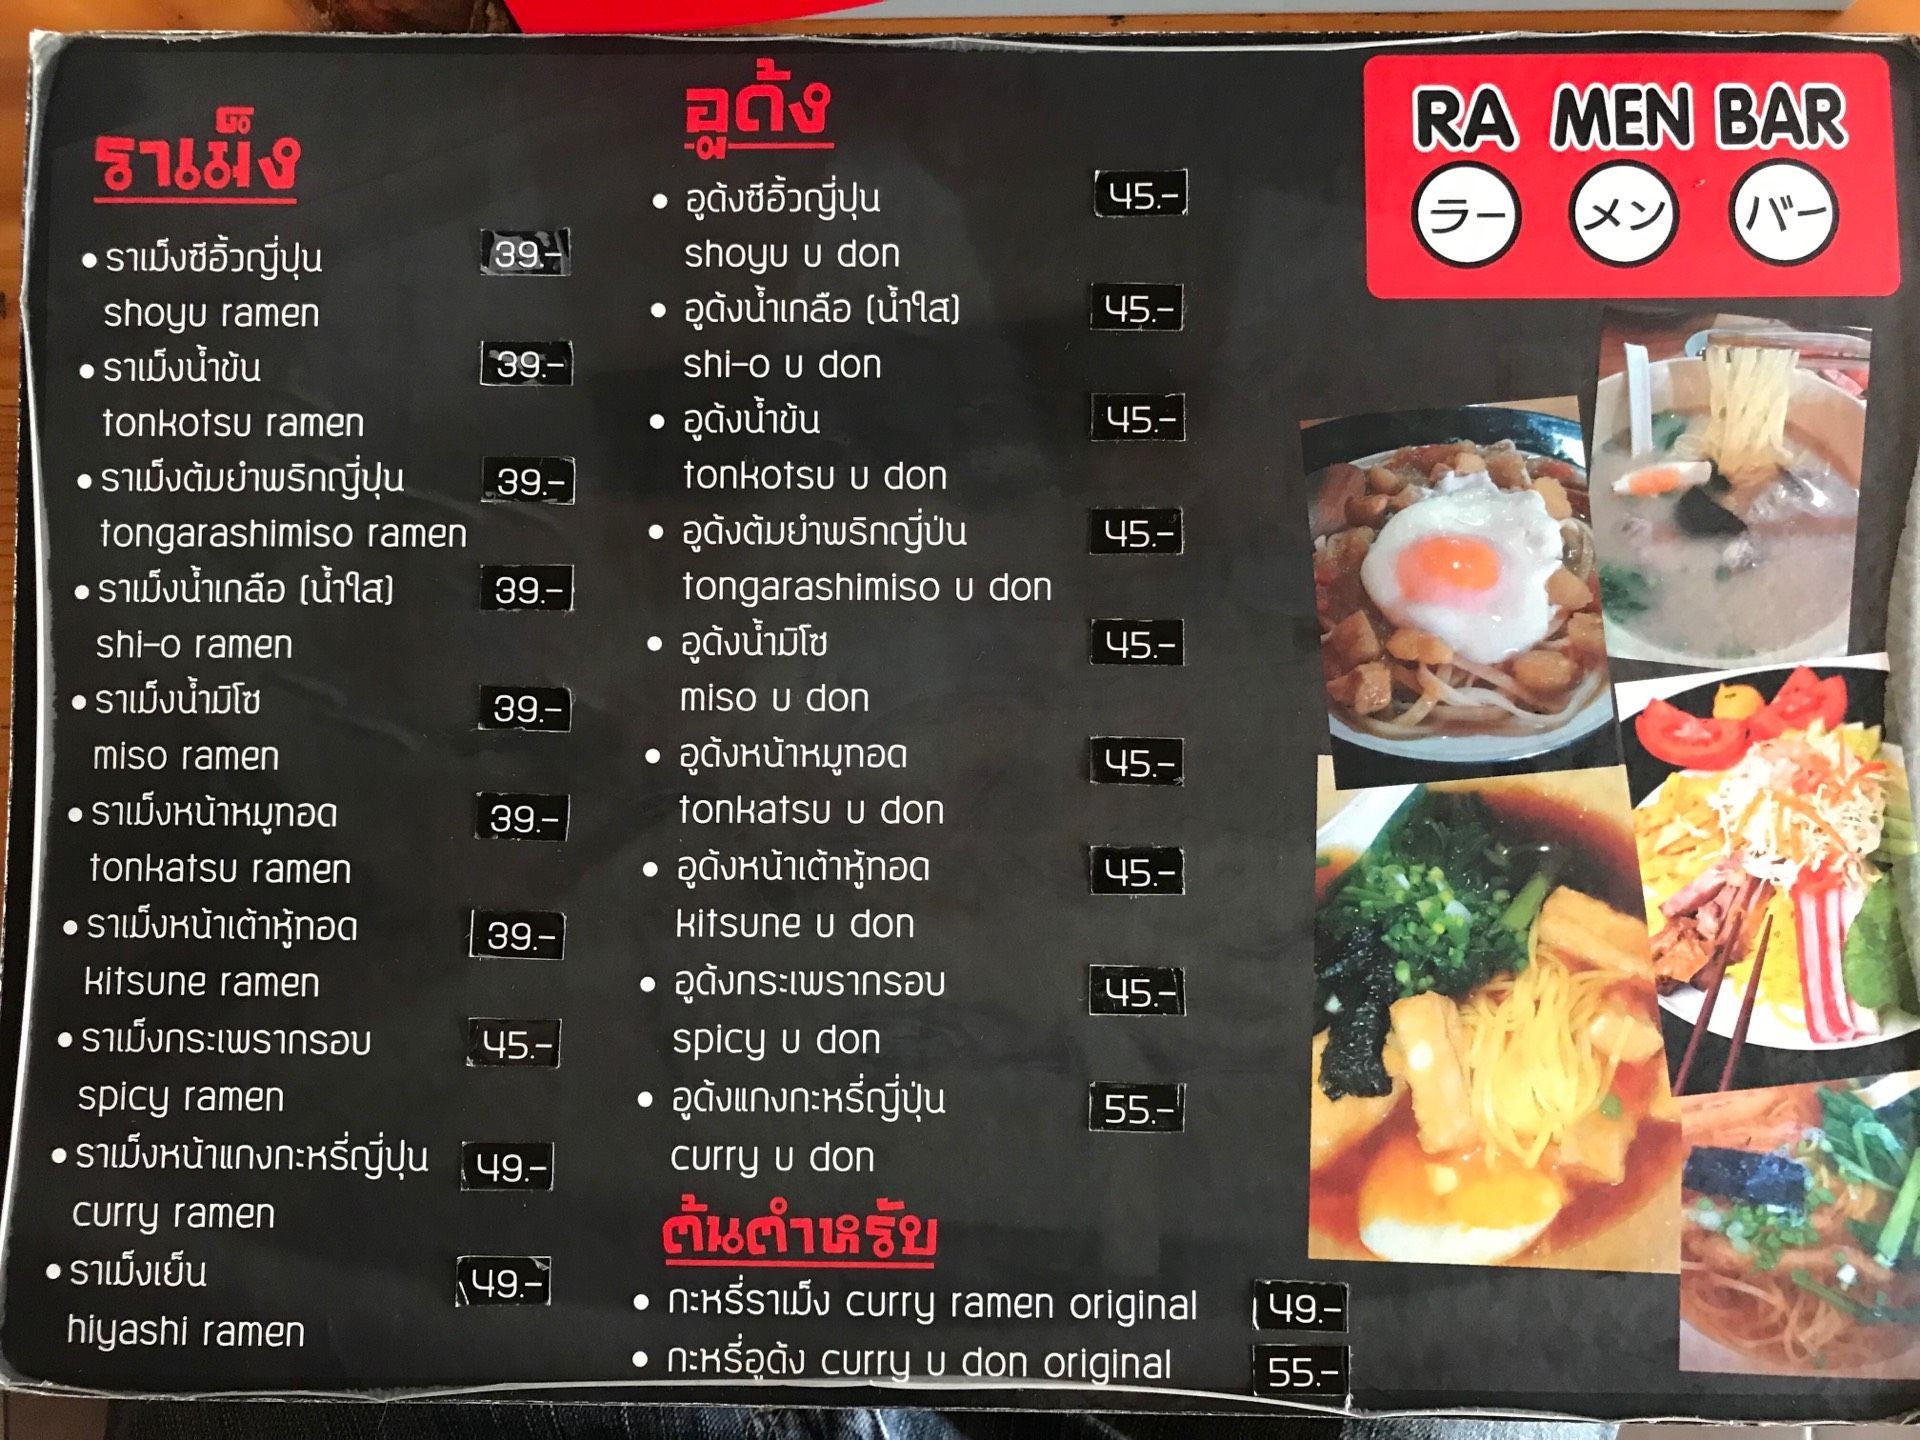 ราเม็ง
• ราเม็งซีอิ้วญี่ปุ่น 39.-
shoyu ramen
• ราเม็งน้ำข้น 39.-
tonkotsu ramen
• ราเม็งต้มยำพริกญี่ปุ่น 39.-
tongarashimiso ramen
• ราเม็งน้ำเกลือ (น้ำใส) 39.-
shi-o ramen
• ราเม็งน้ำมิโซ 39.-
miso ramen
• ราเม็งหน้าหมูทอด 39.-
tonkatsu ramen
• ราเม็งหน้าเต้าหู้ทอด 39.-
kitsune ramen
• ราเม็งกระเพรากรอบ 45.-
spicy ramen
• ราเม็งหน้าแกงกะหรี่ญี่ปุ่น 49.-
curry ramen
• ราเม็งเย็น 49.-
hiyashi ramen
อูด้ง
• อูด้งซีอิ้วญี่ปุ่น 45.-
shoyu u don
• อูด้งน้ำเกลือ (น้ำใส) 45.-
shi-o u don
• อูด้งน้ำข้น 45.-
tonkotsu u don
• อูด้งต้มยำพริกญี่ป่น 45.-
tongarashimiso u don
• อูด้งน้ำมิโซ 45.-
miso u don
• อูด้งหน้าหมูทอด 45.-
tonkatsu u don
• อูด้งหน้าเต้าหู้ทอด 45.-
kitsune u don
• อูด้งกระเพรากรอบ 45.-
spicy u don
• อูด้งแกงกะหรี่ญี่ปุ่น 55.-
curry u don
ต้นตำหรับ
• กะหรี่ราเม็ง curry ramen original 49.-
• กะหรี่อูด้ง curry u don original 55.-
RA MEN BAR
ラー メン バー